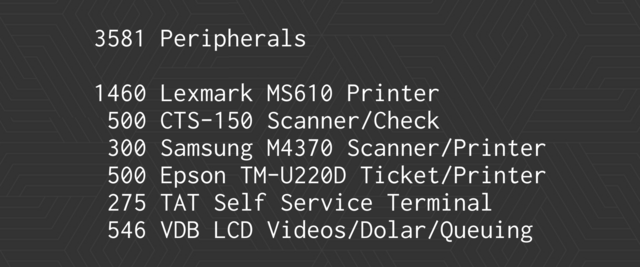 3581 Peripherals
1460 Lexmark MS610 Printer
500 CTS-150 Scanner/Check
300 Samsung M4370 Scanner/Printer
500 Epson TM-U220D Ticket/Printer
275 TAT Self Service Terminal
546 VDB LCD Videos/Dolar/Queuing